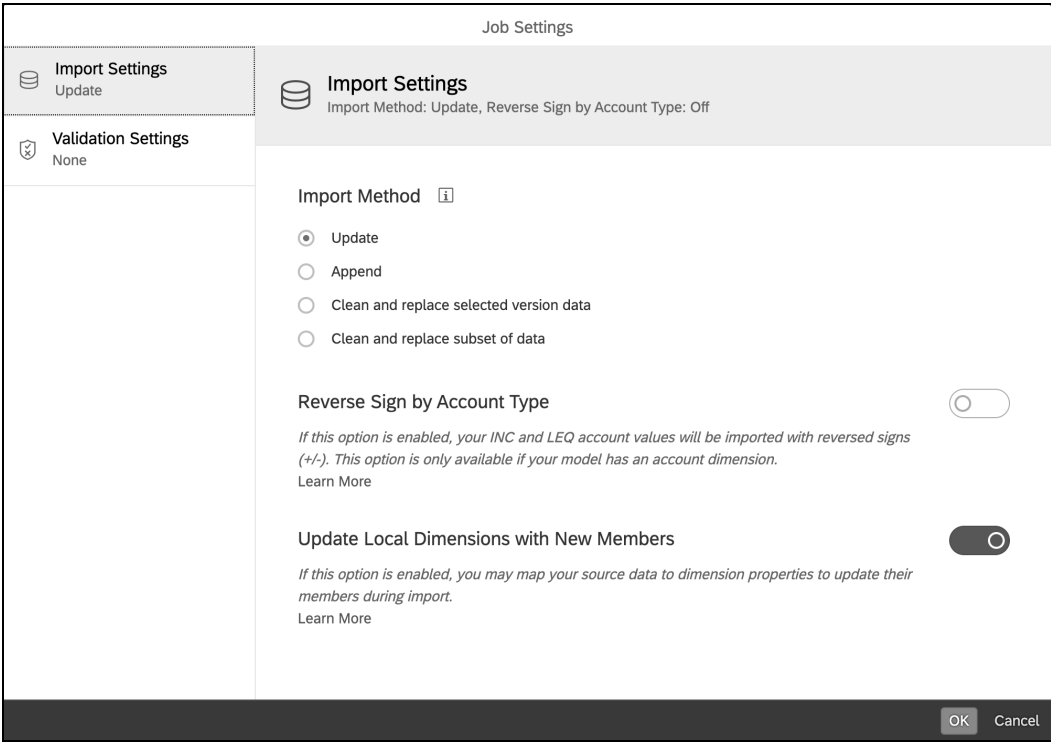 Job Settings
Import Settings
Update
Validation Settings
None
Import Settings
Import Method: Update, Reverse Sign by Account Type: Off
Import Method
Update
Append
Clean and replace selected version data
Clean and replace subset of data
Reverse Sign by Account Type
If this option is enabled, your INC and LEQ account values will be imported with reversed signs
(+/-). This option is only available if your model has an account dimension.
Learn More
Update Local Dimensions with New Members
If this option is enabled, you may map your source data to dimension properties to update their
members during import.
Learn More
OK Cancel